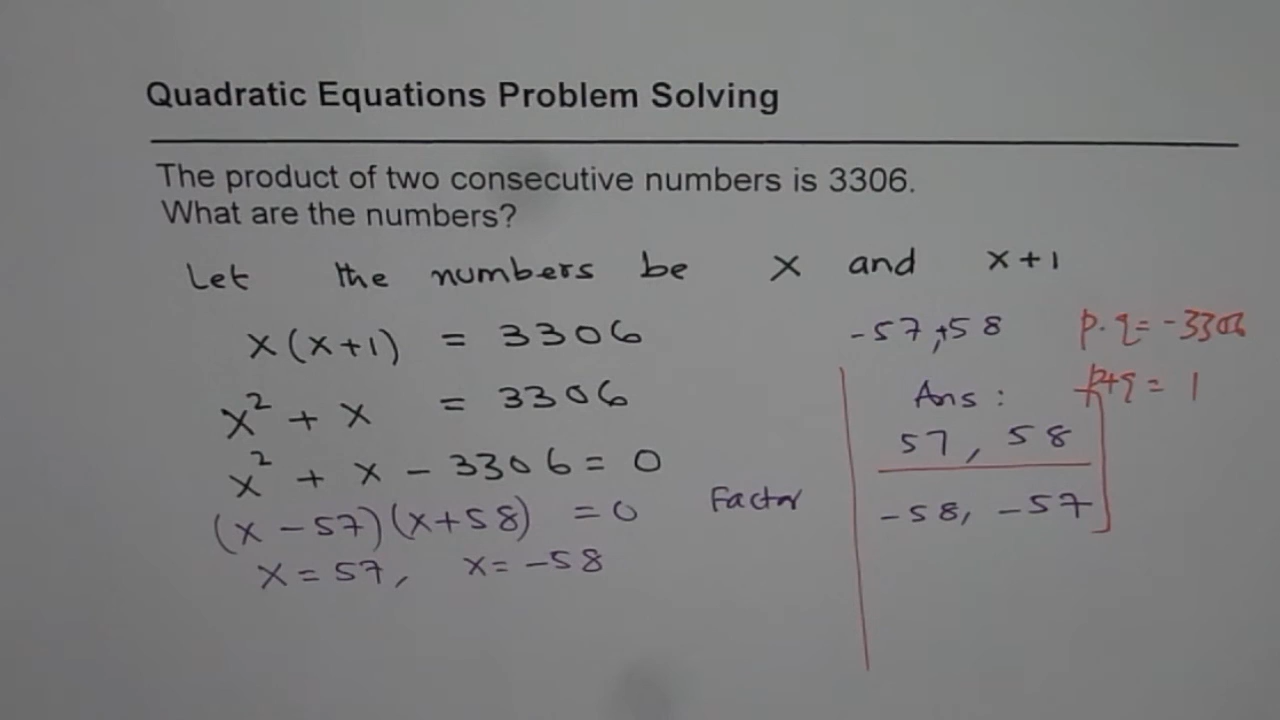 Quadratic Equations Problem Solving
The product of two consecutive numbers is 3306.
What are the numbers?
Let the numbers be x and x+1
x(x+1) = 3306
x² + x = 3306
x² + x - 3306 = 0
(x - 57)(x+58) = 0 Factor
x = 57, x = -58
-57,+58
p.q = -3306
p+q = 1
Ans :
57, 58
-58, -57